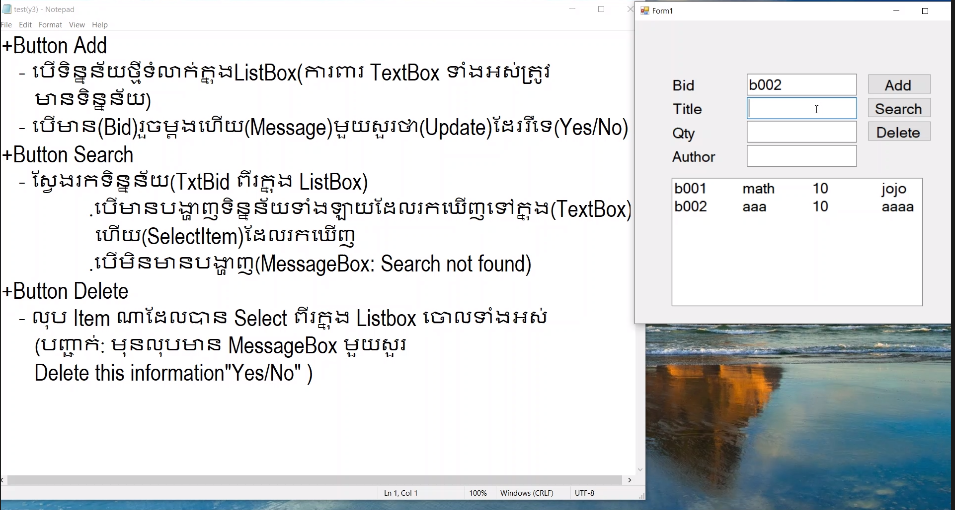 test(y3) - Notepad
File Edit Format View Help
+Button Add
- បើទិន្នន័យថ្មីទំលាក់ក្នុងListBox(ការពារ TextBox ទាំងអស់ត្រូវ
មានទិន្នន័យ)
- បើមាន(Bid)រួចម្ដងហើយ(Message)មួយសួរថា(Update)ដែររឺទេ(Yes/No)
+Button Search
- ស្វែងរកទិន្នន័យ(TxtBid ពីរក្នុង ListBox)
.បើមានបង្ហាញទិន្នន័យទាំងឡាយដែលរកឃើញទៅក្នុង(TextBox)
ហើយ(SelectItem)ដែលរកឃើញ
.បើមិនមានបង្ហាញ(MessageBox: Search not found)
+Button Delete
- លុប Item ណាដែលបាន Select ពីរក្នុង Listbox ចោលទាំងអស់
(បញ្ជាក់: មុនលុបមាន MessageBox មួយសួរ
Delete this information"Yes/No" )
Ln 1, Col 1 100% Windows (CRLF) UTF-8
Form1
Bid b002 Add
Title Search
Qty Delete
Author
b001 math 10 jojo
b002 aaa 10 aaaa